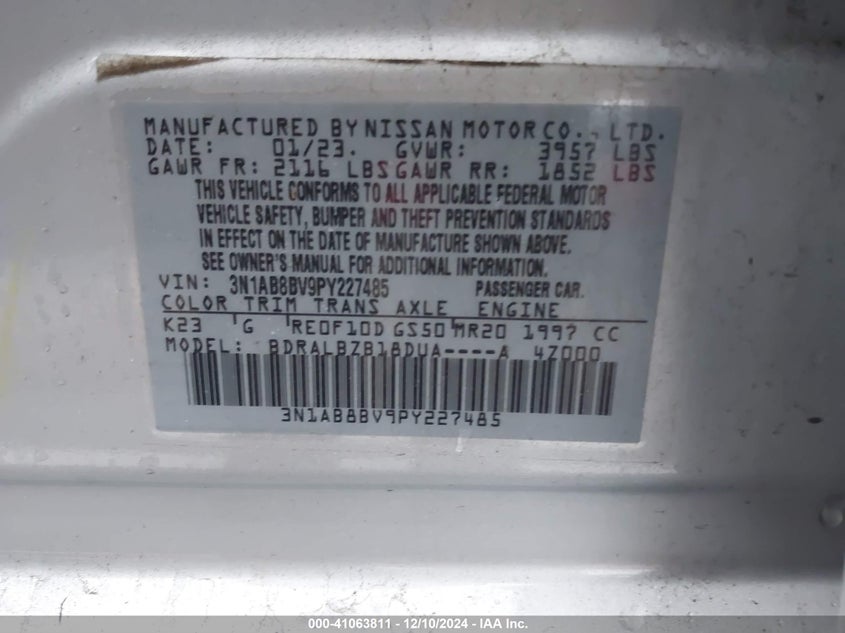 MANUFACTURED BY NISSAN MOTOR CO., LTD.
DATE: 01/23. GVWR: 3957 LBS
GAWR FR: 2116 LBS GAWR RR: 1852 LBS
THIS VEHICLE CONFORMS TO ALL APPLICABLE FEDERAL MOTOR
VEHICLE SAFETY, BUMPER AND THEFT PREVENTION STANDARDS
IN EFFECT ON THE DATE OF MANUFACTURE SHOWN ABOVE.
SEE OWNER'S MANUAL FOR ADDITIONAL INFORMATION.
VIN: 3N1AB8BV9PY227485 PASSENGER CAR.
COLOR TRIM TRANS AXLE ENGINE
K23 G RE0F10D GS50 MR20 1997 CC
MODEL: BDRALBZB18DUA----A 4Z000
3N1AB8BV9PY227485
000-41063811 - 12/10/2024 - IAA Inc.